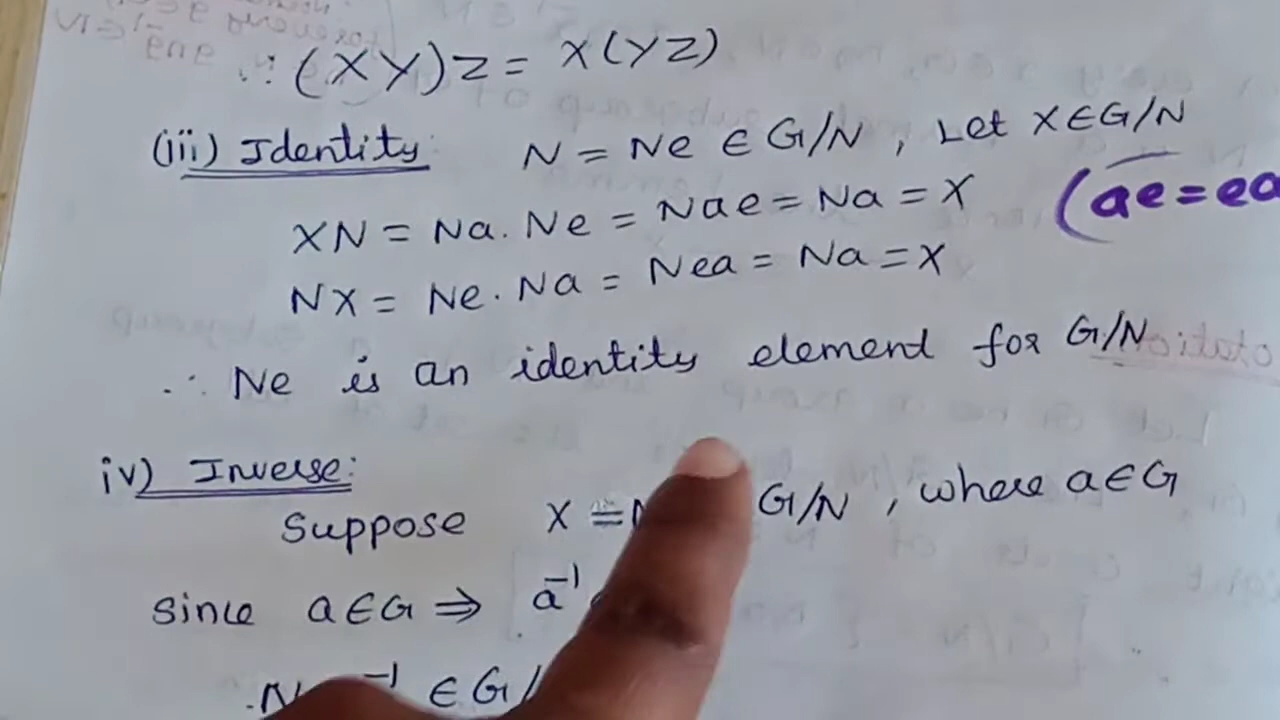 ∴ (XY)Z = X(YZ)
(iii) Identity: N = Ne ∈ G/N, Let X∈G/N
XN = Na. Ne = Nae = Na = X (ae = ea
NX = Ne. Na = Nea = Na = X
∴ Ne is an identity element for G/N
iv) Inverse:
Suppose X = N G/N, where a∈G
since a∈G ⇒ a⁻¹
∴ N ⁻¹ ∈ G/